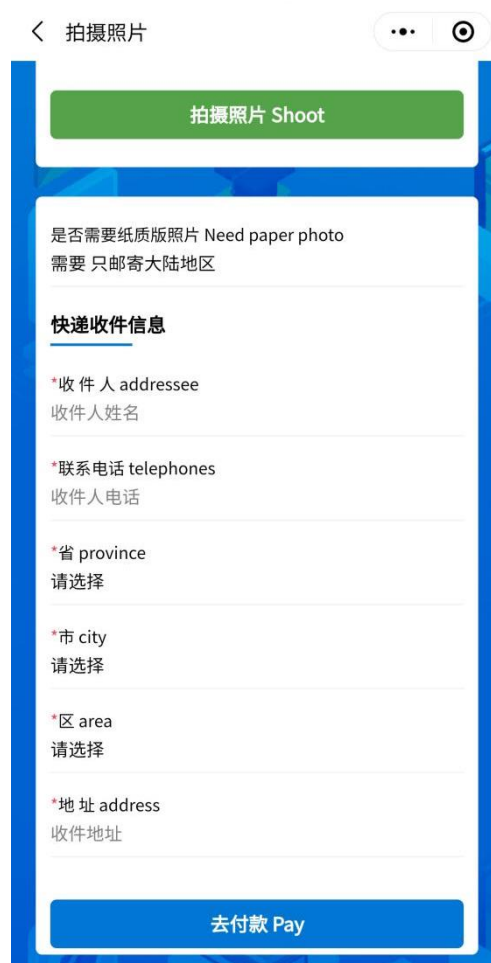 拍摄照片
拍摄照片 Shoot
是否需要纸质版照片 Need paper photo
需要 只邮寄大陆地区
快递收件信息
*收 件 人 addressee
收件人姓名
*联系电话 telephones
收件人电话
*省 province
请选择
*市 city
请选择
*区 area
请选择
*地 址 address
收件地址
去付款 Pay